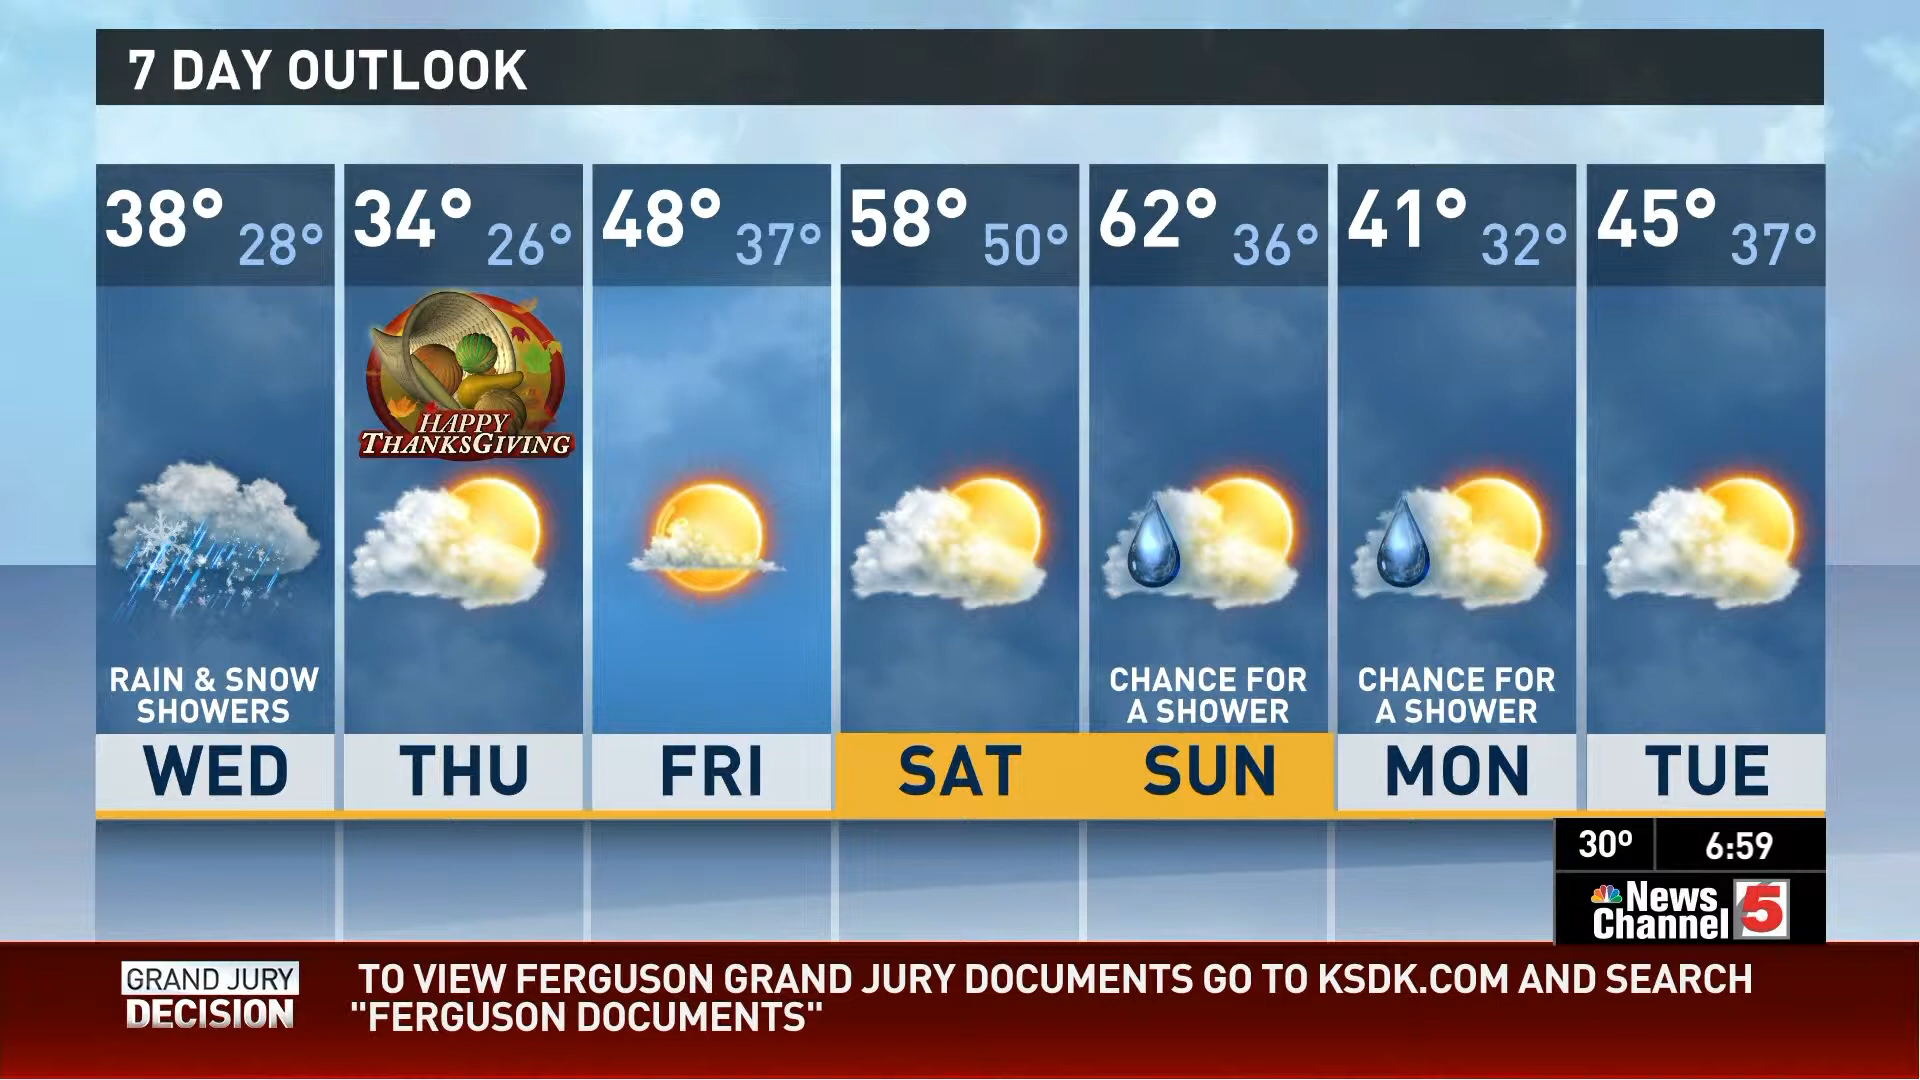 7 DAY OUTLOOK
38° 28°
34° 26°
48° 37°
58° 50°
62° 36°
41° 32°
45° 37°
HAPPY
THANKSGIVING
RAIN & SNOW
SHOWERS
CHANCE FOR
A SHOWER
CHANCE FOR
A SHOWER
WED
THU
FRI
SAT
SUN
MON
TUE
30° 6:59
News
Channel 5
GRAND JURY
DECISION
TO VIEW FERGUSON GRAND JURY DOCUMENTS GO TO KSDK.COM AND SEARCH
"FERGUSON DOCUMENTS"